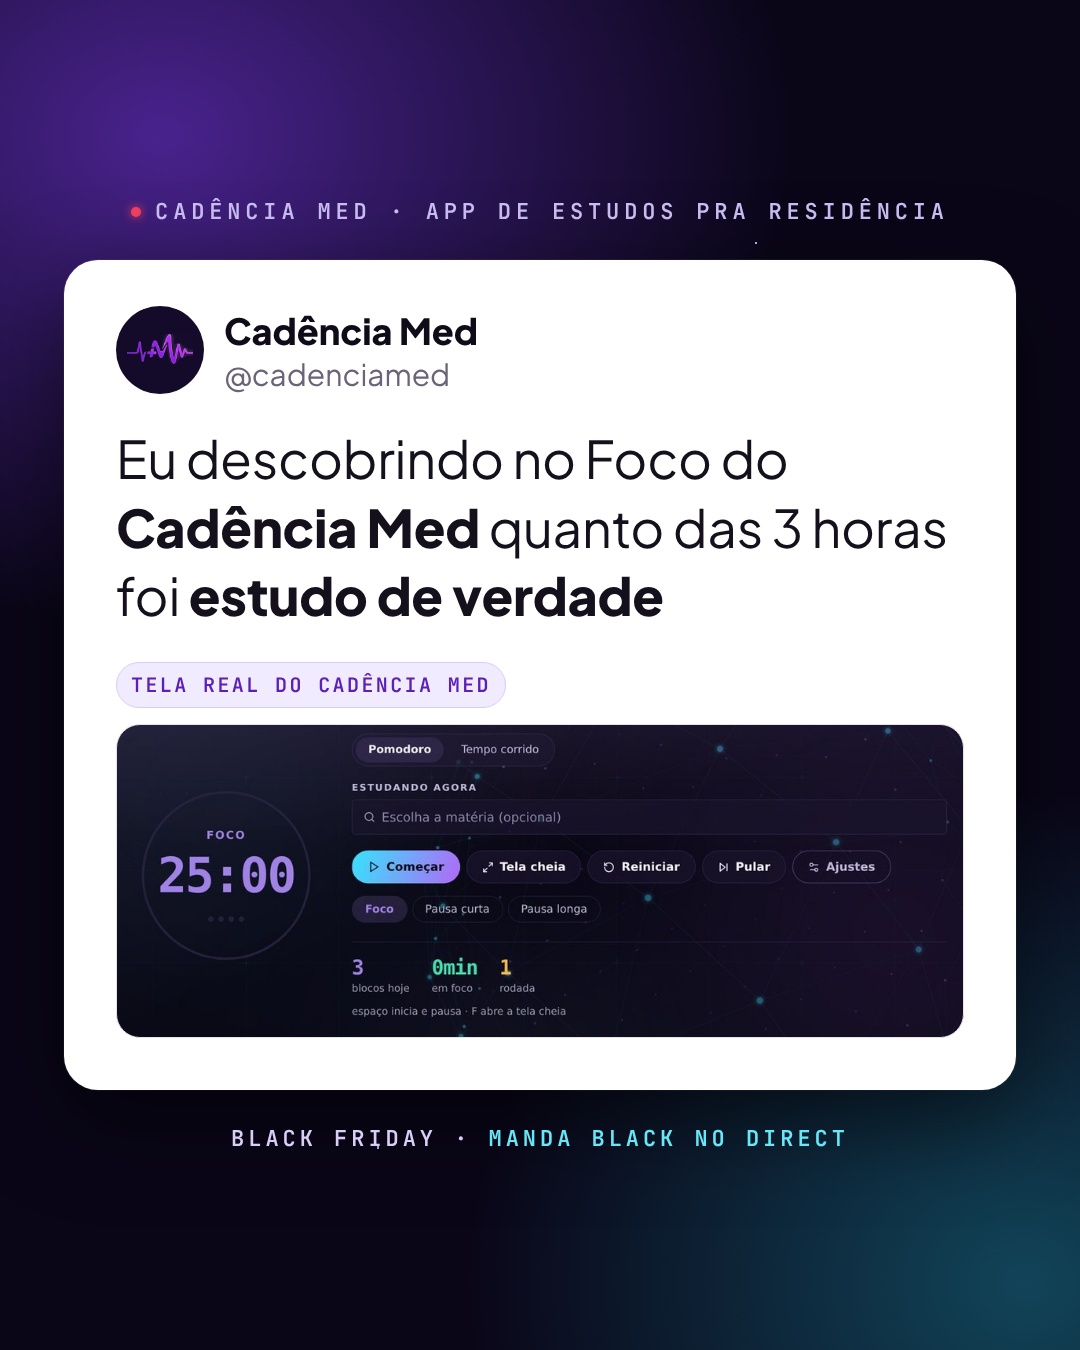 CADÊNCIA MED · APP DE ESTUDOS PRA RESIDÊNCIA
Cadência Med
@cadenciamed
Eu descobrindo no Foco do
Cadência Med quanto das 3 horas
foi estudo de verdade
TELA REAL DO CADÊNCIA MED
Pomodoro Tempo corrido
ESTUDANDO AGORA
Escolha a matéria (opcional)
FOCO
25:00
Começar Tela cheia Reiniciar Pular Ajustes
Foco Pausa curta Pausa longa
3 0min 1
blocos hoje em foco rodada
espaço inicia e pausa · F abre a tela cheia
BLACK FRIDAY · MANDA BLACK NO DIRECT